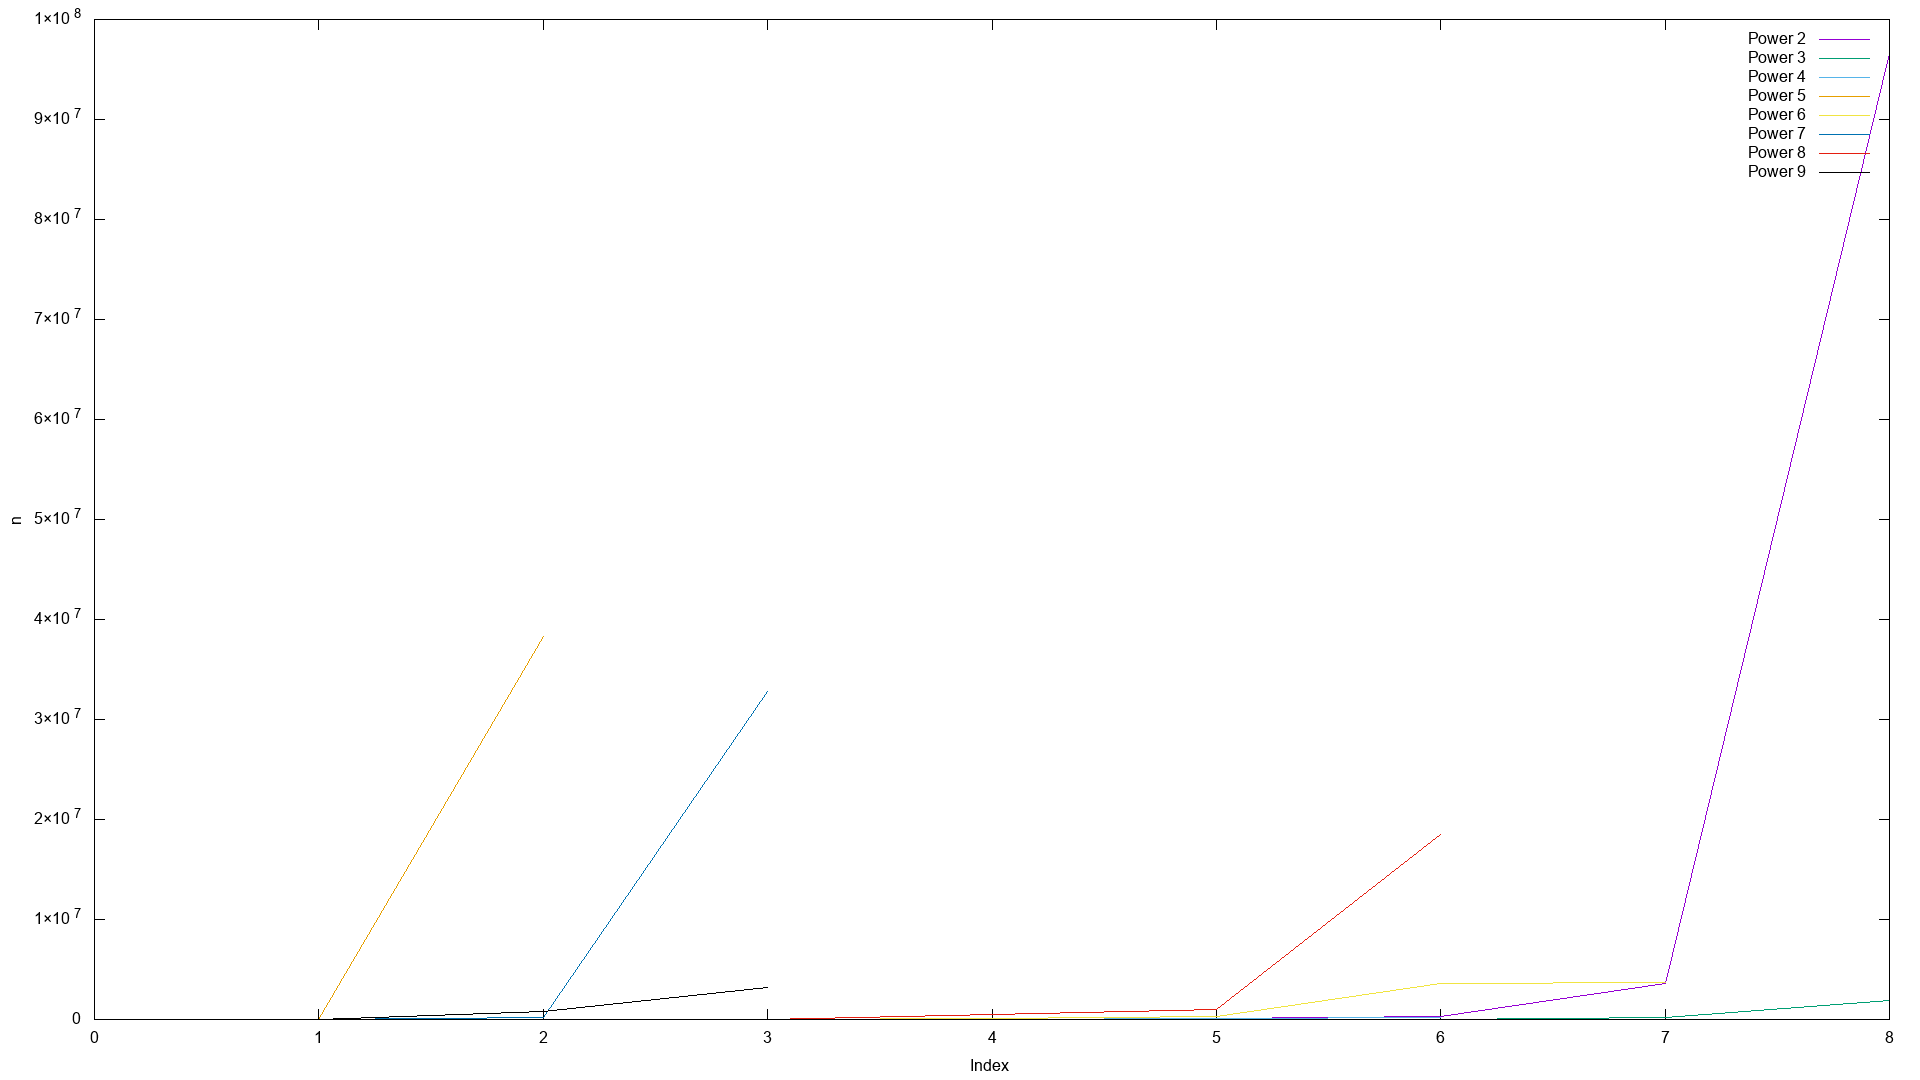 1×10 8
9×10 7
8×10 7
7×10 7
6×10 7
5×10 7
4×10 7
3×10 7
2×10 7
1×10 7
0
n
0 1 2 3 4 5 6 7 8
Index
Power 2
Power 3
Power 4
Power 5
Power 6
Power 7
Power 8
Power 9